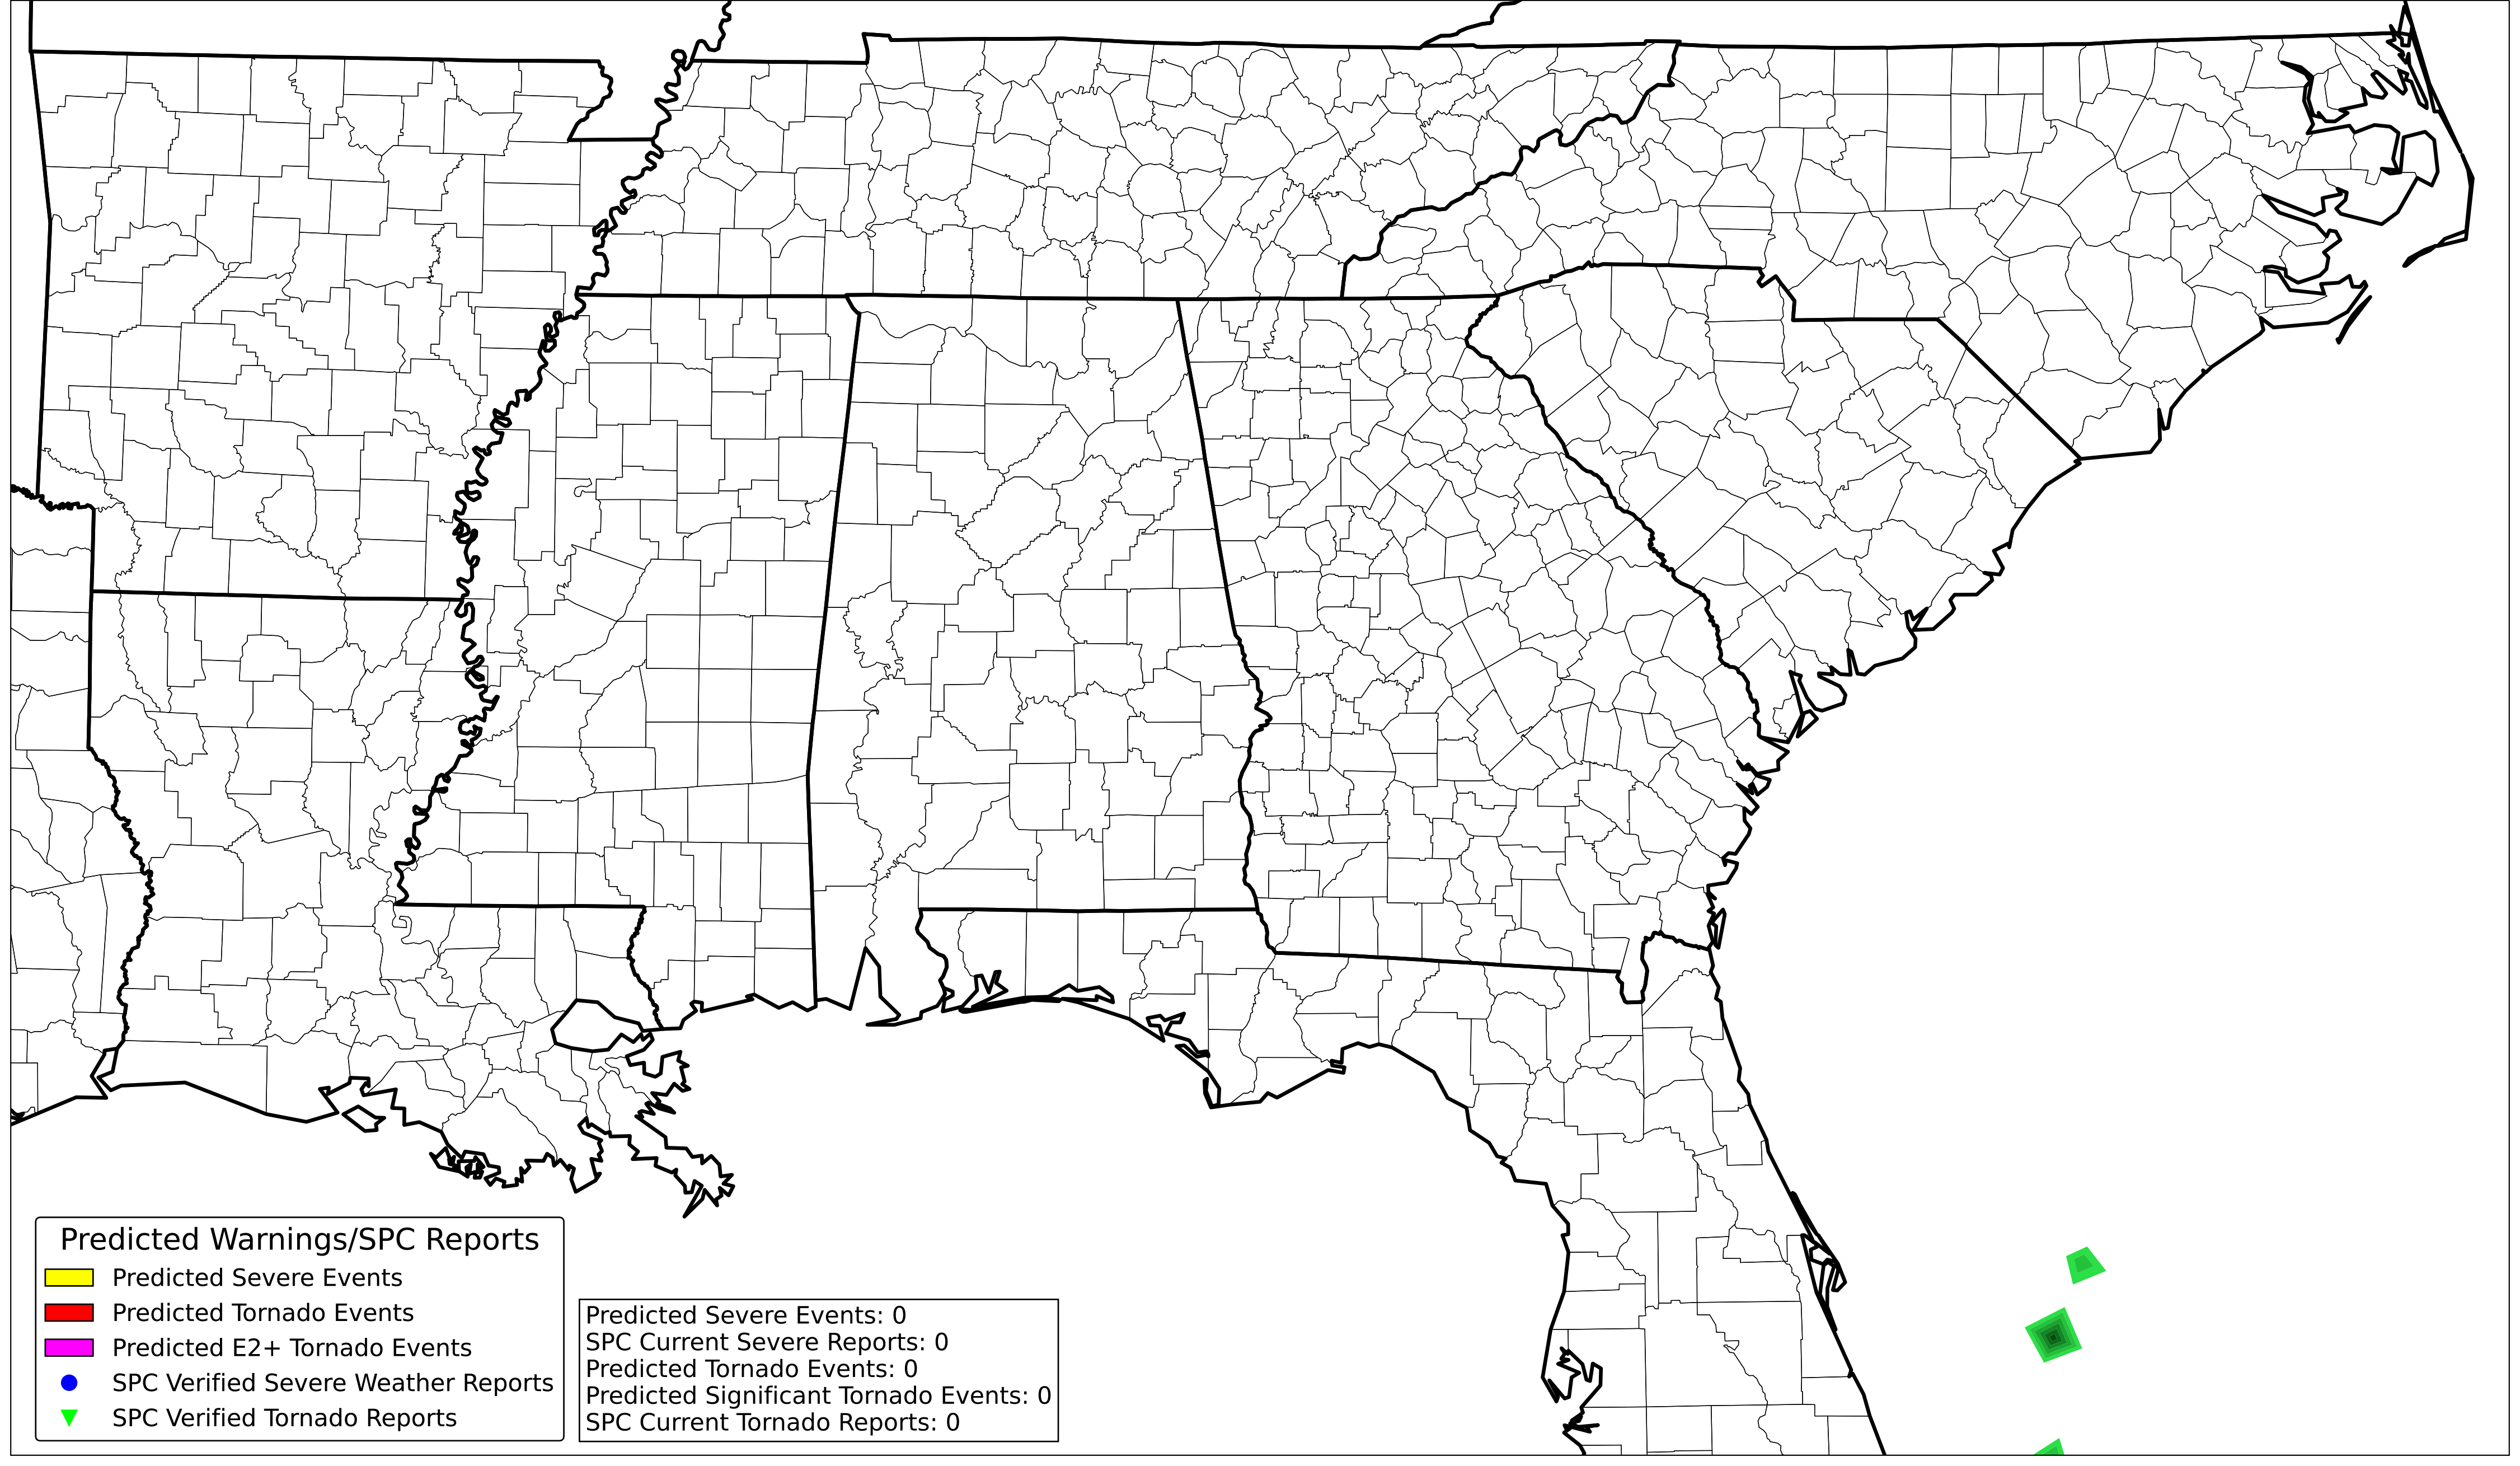 Predicted Warnings/SPC Reports
Predicted Severe Events
Predicted Tornado Events
Predicted E2+ Tornado Events
SPC Verified Severe Weather Reports
SPC Verified Tornado Reports
Predicted Severe Events: 0
SPC Current Severe Reports: 0
Predicted Tornado Events: 0
Predicted Significant Tornado Events: 0
SPC Current Tornado Reports: 0